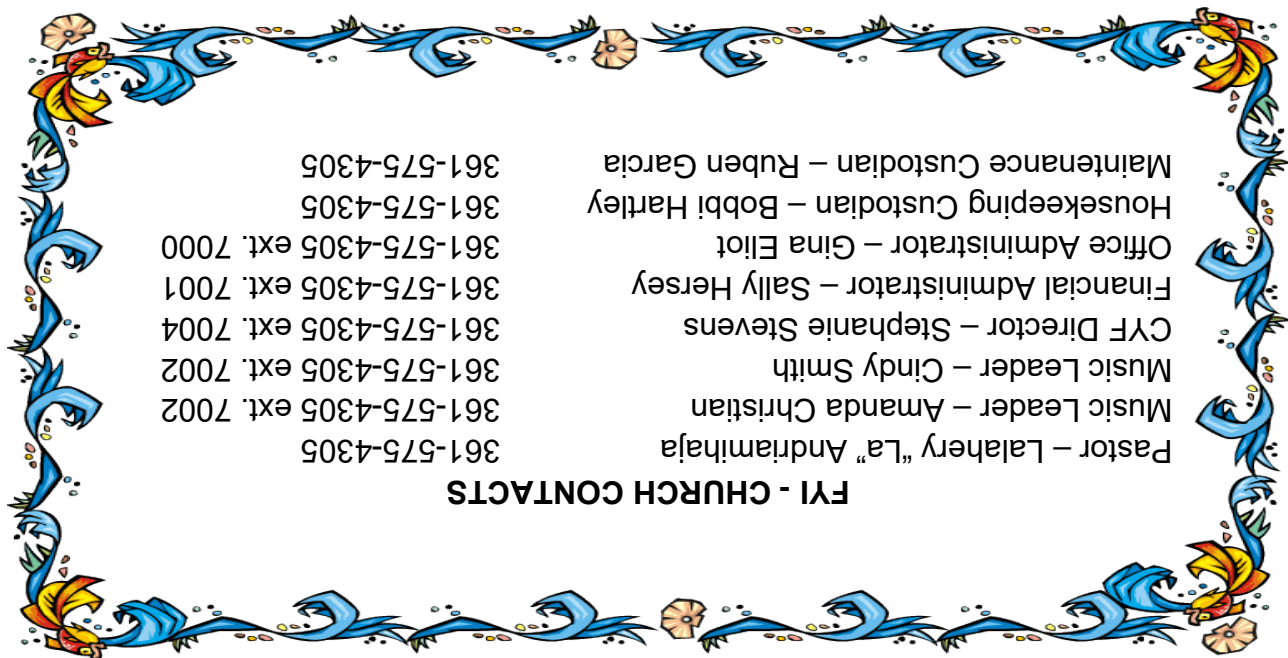 FYI - CHURCH CONTACTS
Pastor – Lalahery “La” Andriamihaja 361-575-4305
Music Leader – Amanda Christian 361-575-4305 ext. 7002
Music Leader – Cindy Smith 361-575-4305 ext. 7002
CYF Director – Stephanie Stevens 361-575-4305 ext. 7004
Financial Administrator – Sally Hersey 361-575-4305 ext. 7001
Office Administrator – Gina Eliot 361-575-4305 ext. 7000
Housekeeping Custodian – Bobbi Hartley 361-575-4305
Maintenance Custodian – Ruben Garcia 361-575-4305